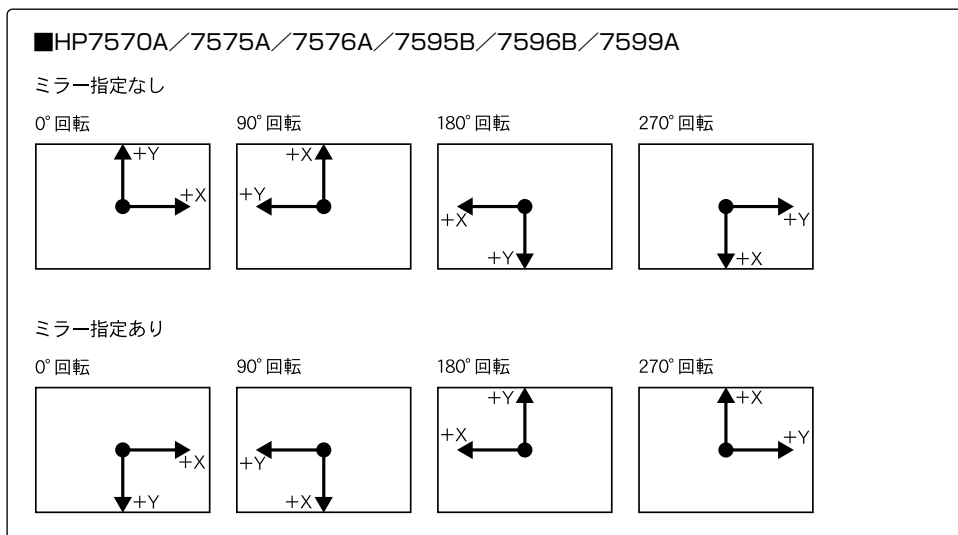 ■HP7570A／7575A／7576A／7595B／7596B／7599A
ミラー指定なし
0°回転 90°回転 180°回転 270°回転
+Y +X
+X +Y
+X +Y
+Y +X
ミラー指定あり
0°回転 90°回転 180°回転 270°回転
+X +Y
+Y +X
+Y +X
+X +Y